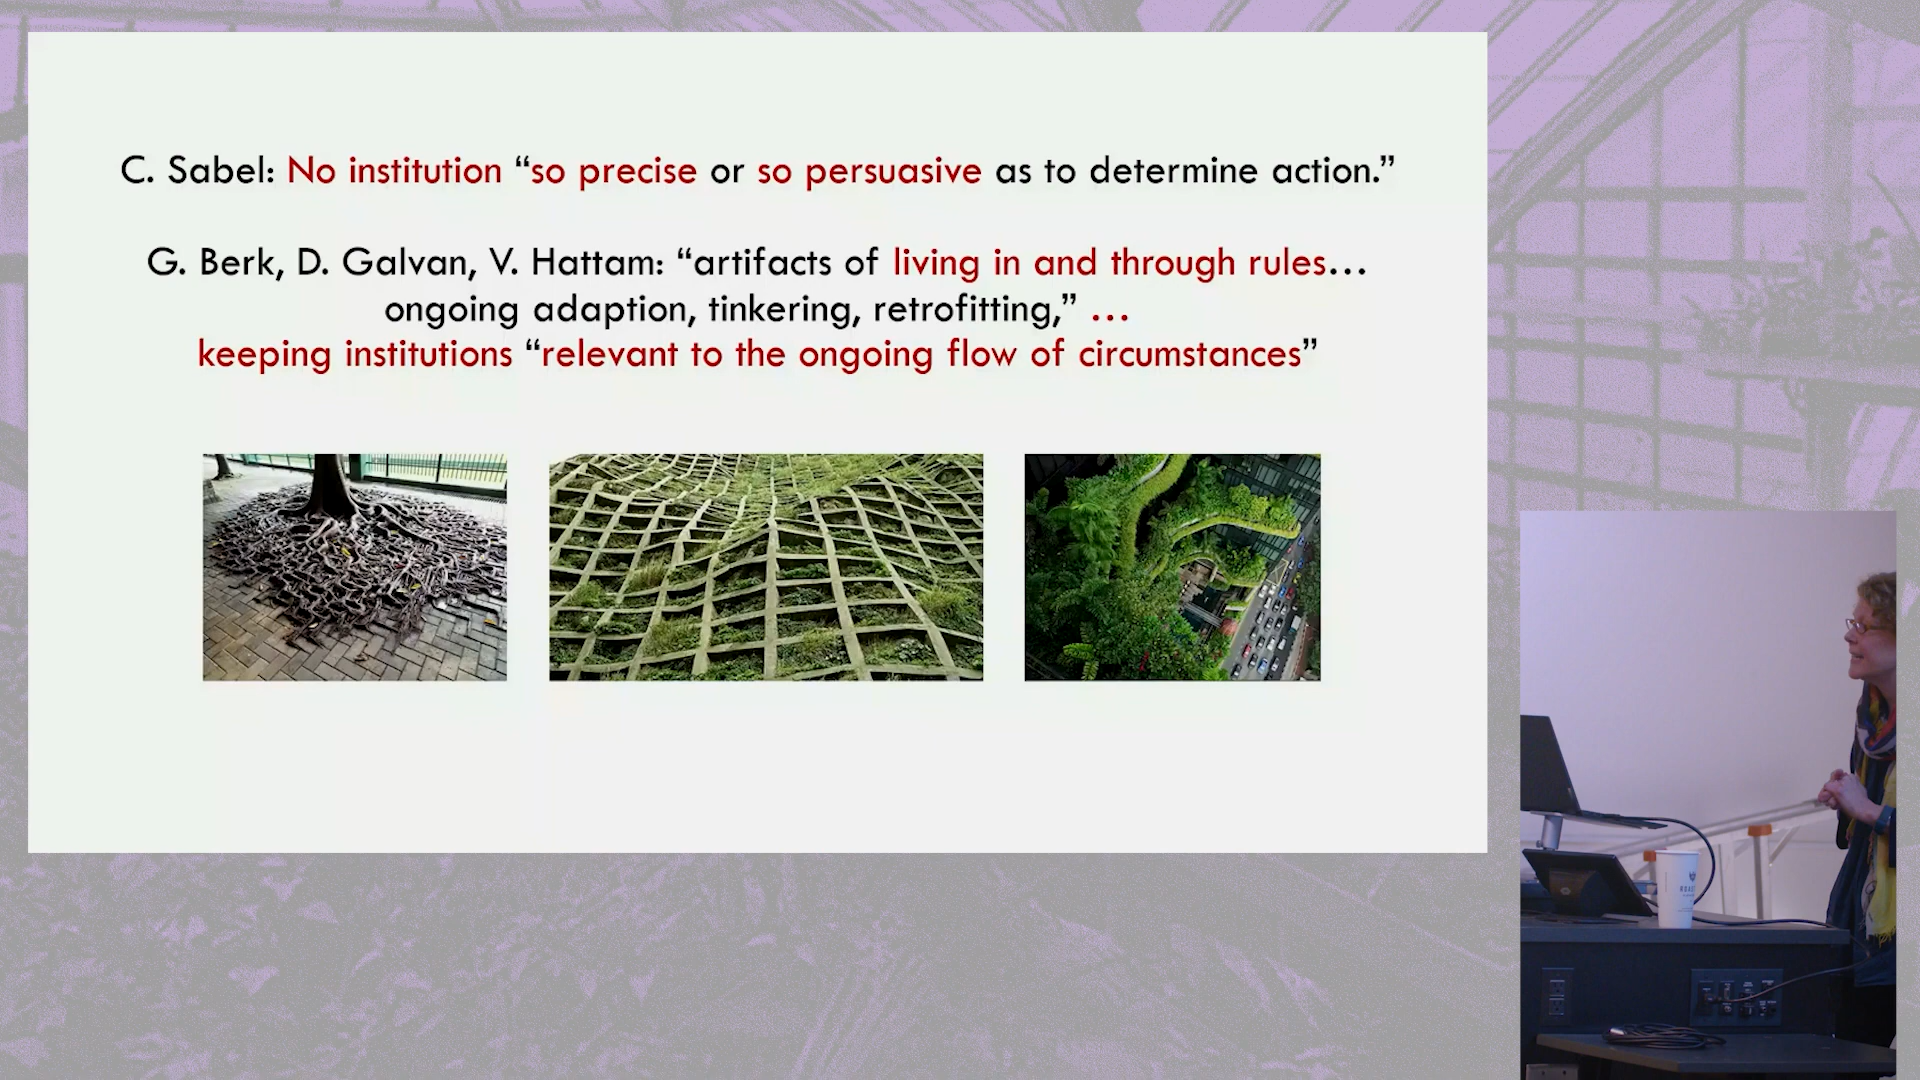 C. Sabel: No institution “so precise or so persuasive as to determine action.”
G. Berk, D. Galvan, V. Hattam: “artifacts of living in and through rules…
ongoing adaption, tinkering, retrofitting,” …
keeping institutions “relevant to the ongoing flow of circumstances”